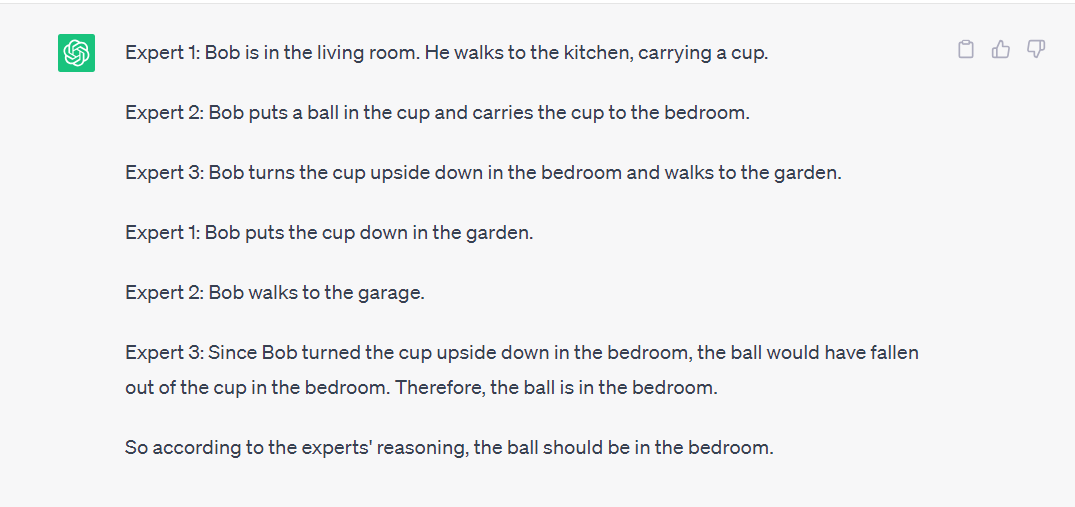 Expert 1: Bob is in the living room. He walks to the kitchen, carrying a cup.
Expert 2: Bob puts a ball in the cup and carries the cup to the bedroom.
Expert 3: Bob turns the cup upside down in the bedroom and walks to the garden.
Expert 1: Bob puts the cup down in the garden.
Expert 2: Bob walks to the garage.
Expert 3: Since Bob turned the cup upside down in the bedroom, the ball would have fallen
out of the cup in the bedroom. Therefore, the ball is in the bedroom.
So according to the experts' reasoning, the ball should be in the bedroom.